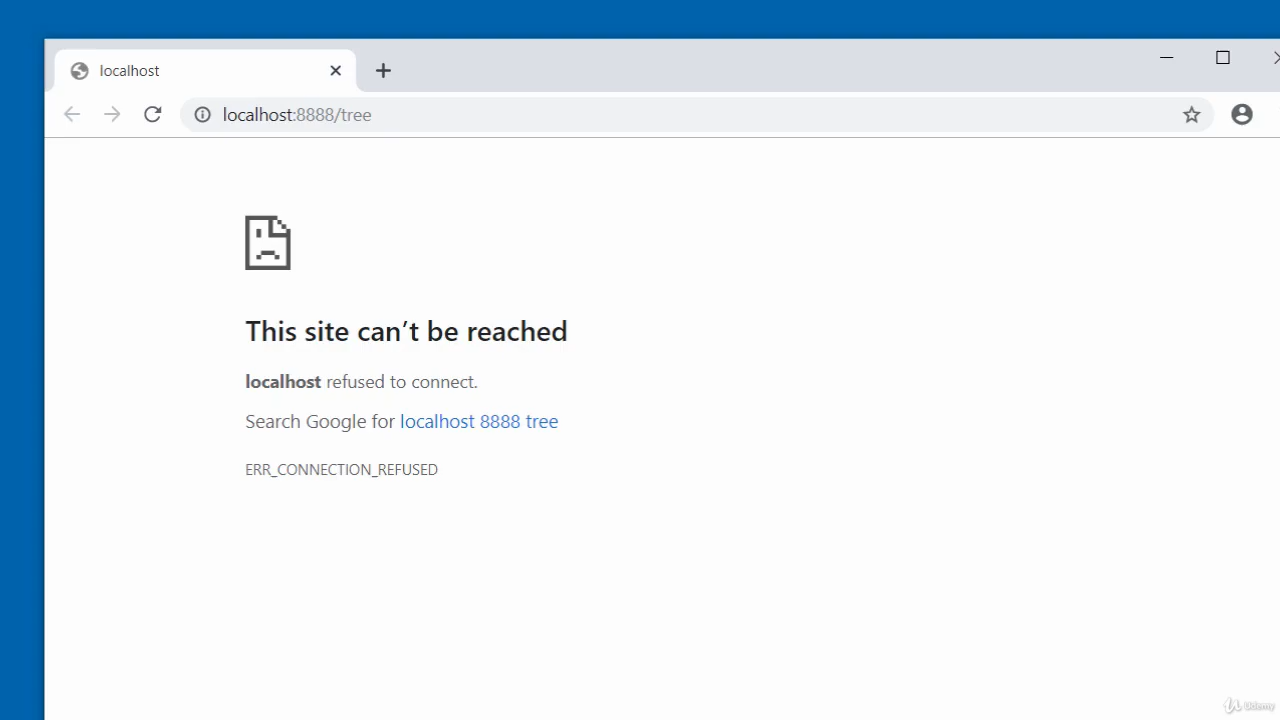 localhost
localhost:8888/tree
This site can’t be reached
localhost refused to connect.
Search Google for localhost 8888 tree
ERR_CONNECTION_REFUSED
Udemy